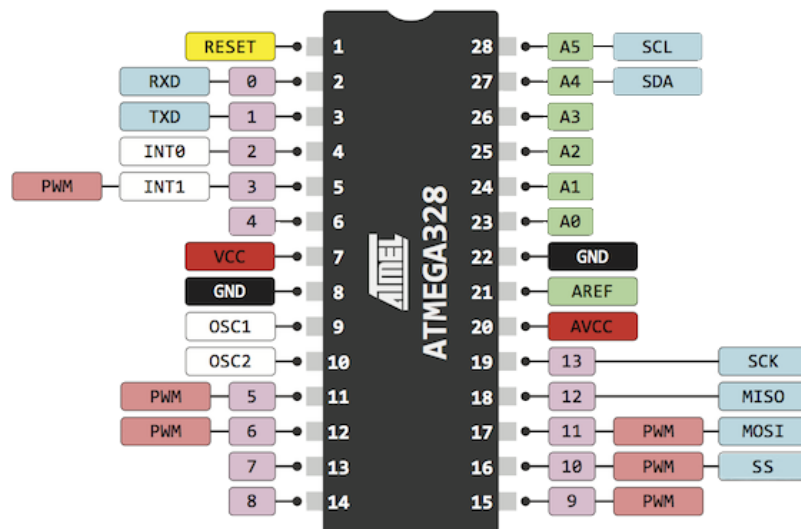 RESET 1 28 A5 SCL
RXD 0 2 27 A4 SDA
TXD 1 3 26 A3
INT0 2 4 25 A2
PWM INT1 3 5 24 A1
4 6 23 A0
VCC 7 22 GND
GND 8 21 AREF
OSC1 9 20 AVCC
OSC2 10 19 13 SCK
PWM 5 11 18 12 MISO
PWM 6 12 17 11 PWM MOSI
7 13 16 10 PWM SS
8 14 15 9 PWM
ATMEL
ATMEGA328